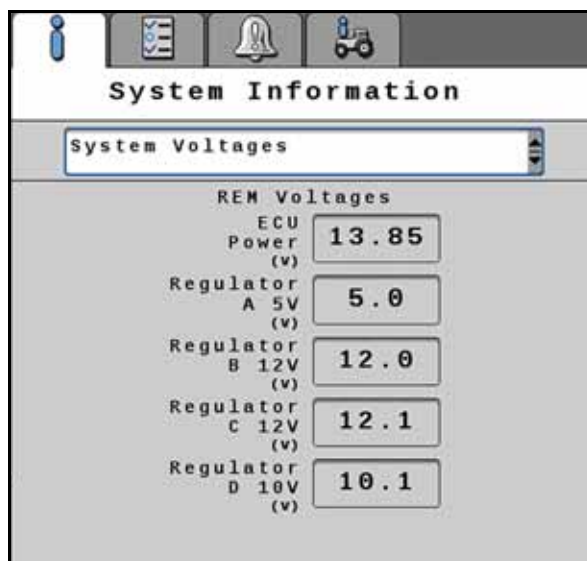 System Information
System Voltages
REM Voltages
ECU
Power
(V)
13.85
Regulator
A 5V
(V)
5.0
Regulator
B 12V
(V)
12.0
Regulator
C 12V
(V)
12.1
Regulator
D 10V
(V)
10.1